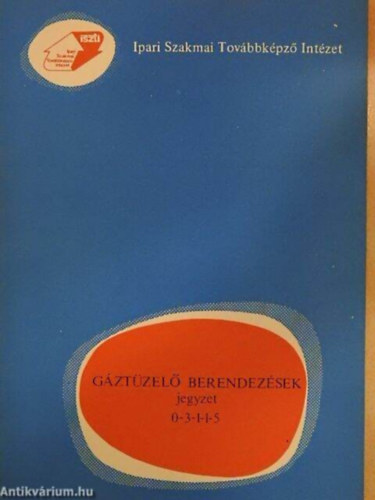 Ipari Szakmai Továbbképző Intézet
GÁZTÜZELŐ BERENDEZÉSEK
jegyzet
0-3-1-1-5
Antikvárium.hu